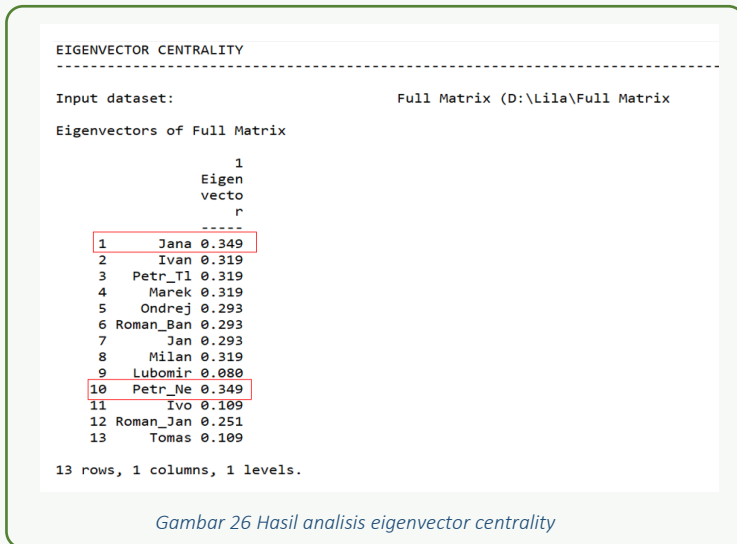 EIGENVECTOR CENTRALITY
--------------------------------------------------------------------------------
Input dataset: Full Matrix (D:\Lila\Full Matrix
Eigenvectors of Full Matrix
1
Eigen
vecto
r
-----
1 Jana 0.349
2 Ivan 0.319
3 Petr_Tl 0.319
4 Marek 0.319
5 Ondrej 0.293
6 Roman_Ban 0.293
7 Jan 0.293
8 Milan 0.319
9 Lubomir 0.080
10 Petr_Ne 0.349
11 Ivo 0.109
12 Roman_Jan 0.251
13 Tomas 0.109
13 rows, 1 columns, 1 levels.
Gambar 26 Hasil analisis eigenvector centrality